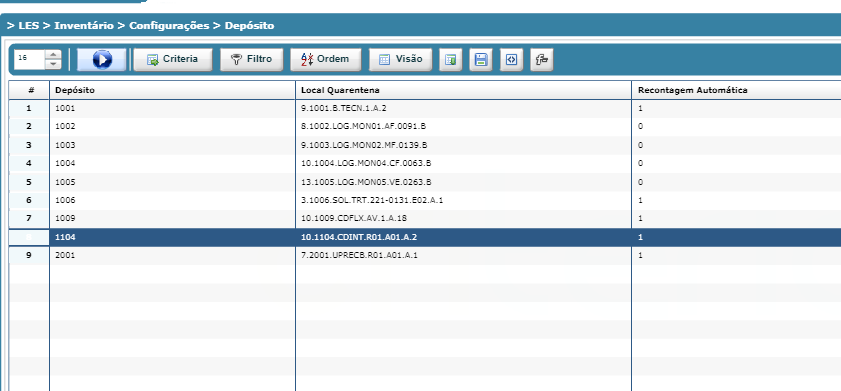 > LES > Inventário > Configurações > Depósito
16 Criteria Filtro Ordem Visão
# Depósito Local Quarentena Recontagem Automática
1 1001 9.1001.B.TECN.1.A.2 1
2 1002 8.1002.LOG.MON01.AF.0091.B 0
3 1003 9.1003.LOG.MON02.MF.0139.B 0
4 1004 10.1004.LOG.MON04.CF.0063.B 0
5 1005 13.1005.LOG.MON05.VE.0263.B 0
6 1006 3.1006.SOL.TRT.221-0131.E02.A.1 1
7 1009 10.1009.CDFLX.AV.1.A.18 1
1104 10.1104.CDINT.R01.A01.A.2 1
9 2001 7.2001.UPRECB.R01.A01.A.1 1